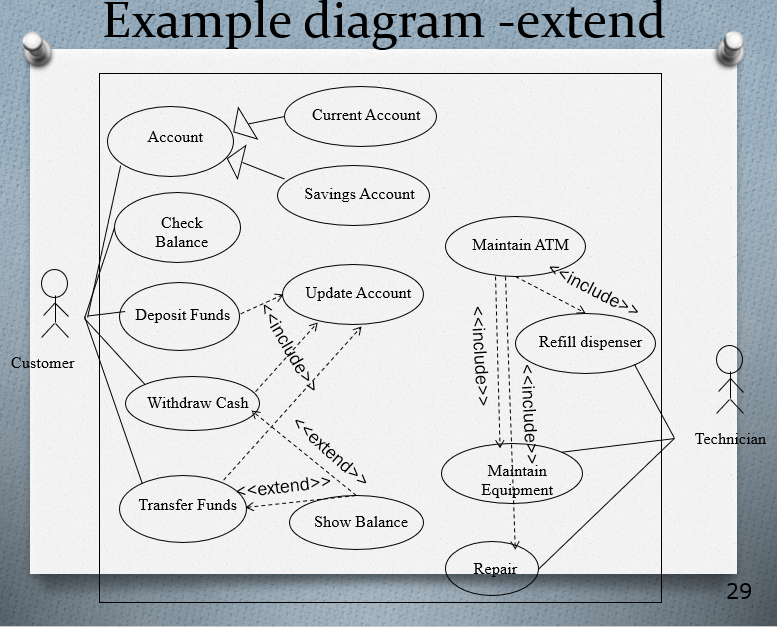 Example diagram -extend
Current Account
Account
Savings Account
Check
Balance
Maintain ATM
<<include>>
Update Account
Deposit Funds
<<include>>
<<include>>
Refill dispenser
Customer
<<include>>
Withdraw Cash
Technician
<<extend>>
Maintain
Equipment
<<extend>>
Transfer Funds
Show Balance
Repair
29